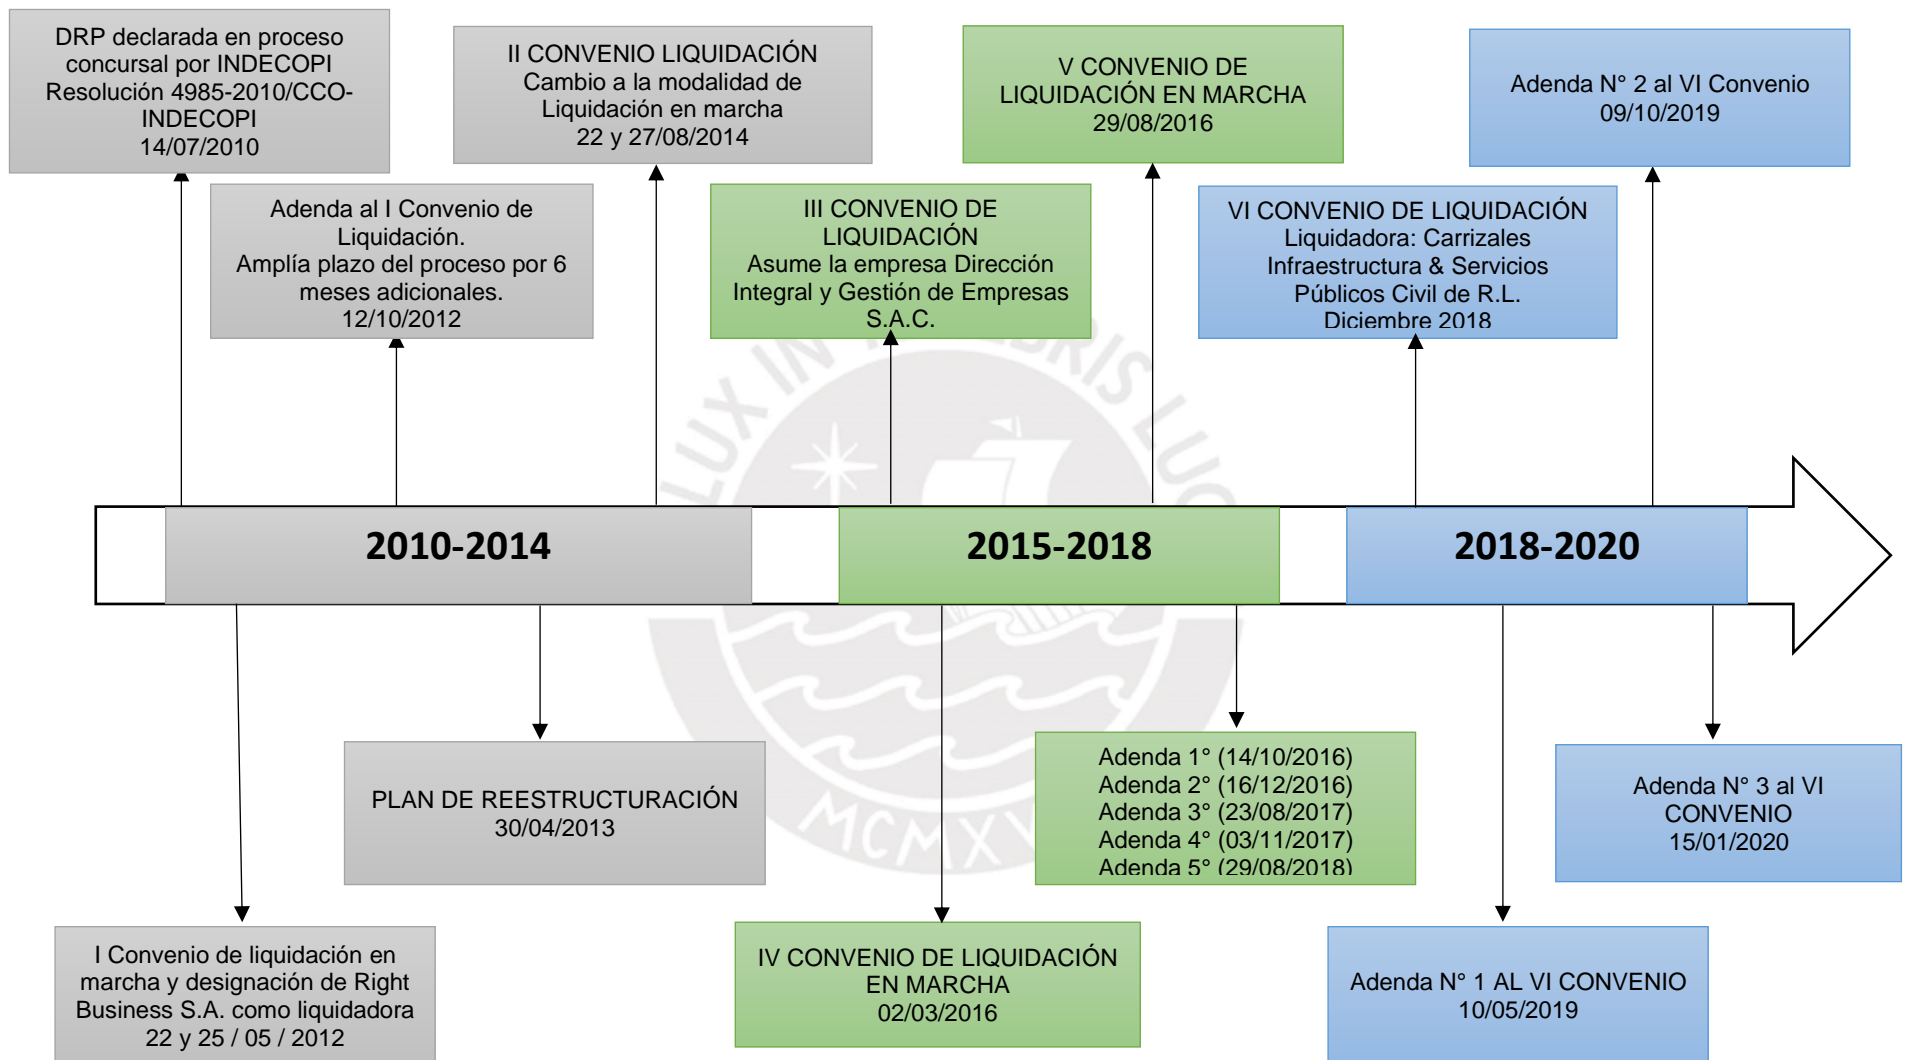 DRP declarada en proceso
concursal por INDECOPI
Resolución 4985-2010/CCO-
INDECOPI
14/07/2010
II CONVENIO LIQUIDACIÓN
Cambio a la modalidad de
Liquidación en marcha
22 y 27/08/2014
V CONVENIO DE
LIQUIDACIÓN EN MARCHA
29/08/2016
Adenda N° 2 al VI Convenio
09/10/2019
Adenda al I Convenio de
Liquidación.
Amplía plazo del proceso por 6
meses adicionales.
12/10/2012
III CONVENIO DE
LIQUIDACIÓN
Asume la empresa Dirección
Integral y Gestión de Empresas
S.A.C.
VI CONVENIO DE LIQUIDACIÓN
Liquidadora: Carrizales
Infraestructura & Servicios
Públicos Civil de R.L.
Diciembre 2018
LUX IN
BRIS LUC
2010-2014
2015-2018
2018-2020
PLAN DE REESTRUCTURACIÓN
30/04/2013
Adenda 1° (14/10/2016)
Adenda 2° (16/12/2016)
Adenda 3° (23/08/2017)
Adenda 4° (03/11/2017)
Adenda 5° (29/08/2018)
Adenda N° 3 al VI
CONVENIO
15/01/2020
MCMXV
I Convenio de liquidación en
marcha y designación de Right
Business S.A. como liquidadora
22 y 25 / 05 / 2012
IV CONVENIO DE LIQUIDACIÓN
EN MARCHA
02/03/2016
Adenda N° 1 AL VI CONVENIO
10/05/2019